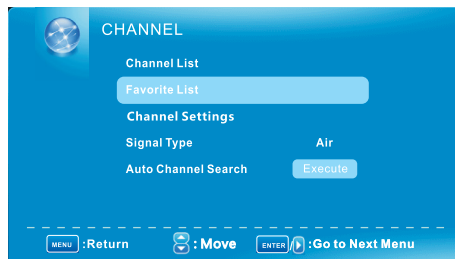 CHANNEL
Channel List
Favorite List
Channel Settings
Signal Type Air
Auto Channel Search Execute
MENU :Return : Move ENTER / :Go to Next Menu